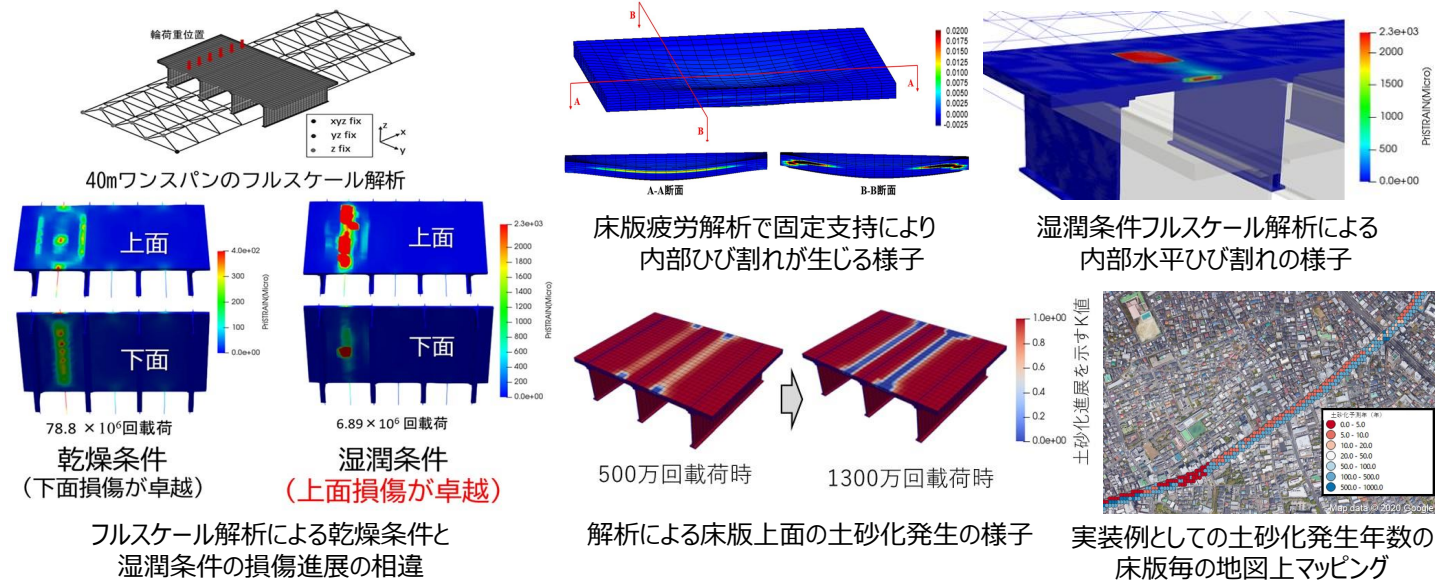 輪荷重位置
xyz fix
yz fix
z fix
z
x
y
40mワンスパンのフルスケール解析
上面
下面
4.0e+02
300
200
100
0.0e+00
PriSTRAIN(Micro)
78.8 ×10⁶回載荷
乾燥条件
(下面損傷が卓越)
上面
下面
2.3e+03
2000
1800
1600
1400
1200
1000
800
600
400
200
0.0e+00
PriSTRAIN(Micro)
6.89×10⁶ 回載荷
湿潤条件
(上面損傷が卓越)
フルスケール解析による乾燥条件と
湿潤条件の損傷進展の相違
B
A
A
B
0.0200
0.0175
0.0150
0.0125
0.0100
0.0075
0.0050
0.0025
0.0000
-0.0025
A-A断面
B-B断面
床版疲労解析で固定支持により
内部ひび割れが生じる様子
2.3e+03
2000
1500
1000
500
0.0e+00
PriSTRAIN(Micro)
湿潤条件フルスケール解析による
内部水平ひび割れの様子
1.0e+00
0.8
0.6
0.4
0.2
0.0e+00
土砂化進展を示すK値
500万回載荷時
1300万回載荷時
解析による床版上面の土砂化発生の様子
土砂化予測年（年）
0.0 - 5.0
5.0 - 10.0
10.0 - 20.0
20.0 - 50.0
50.0 - 100.0
100.0 - 500.0
500.0 - 1000.0
Map data © 2020 Google
実装例としての土砂化発生年数の
床版毎の地図上マッピング